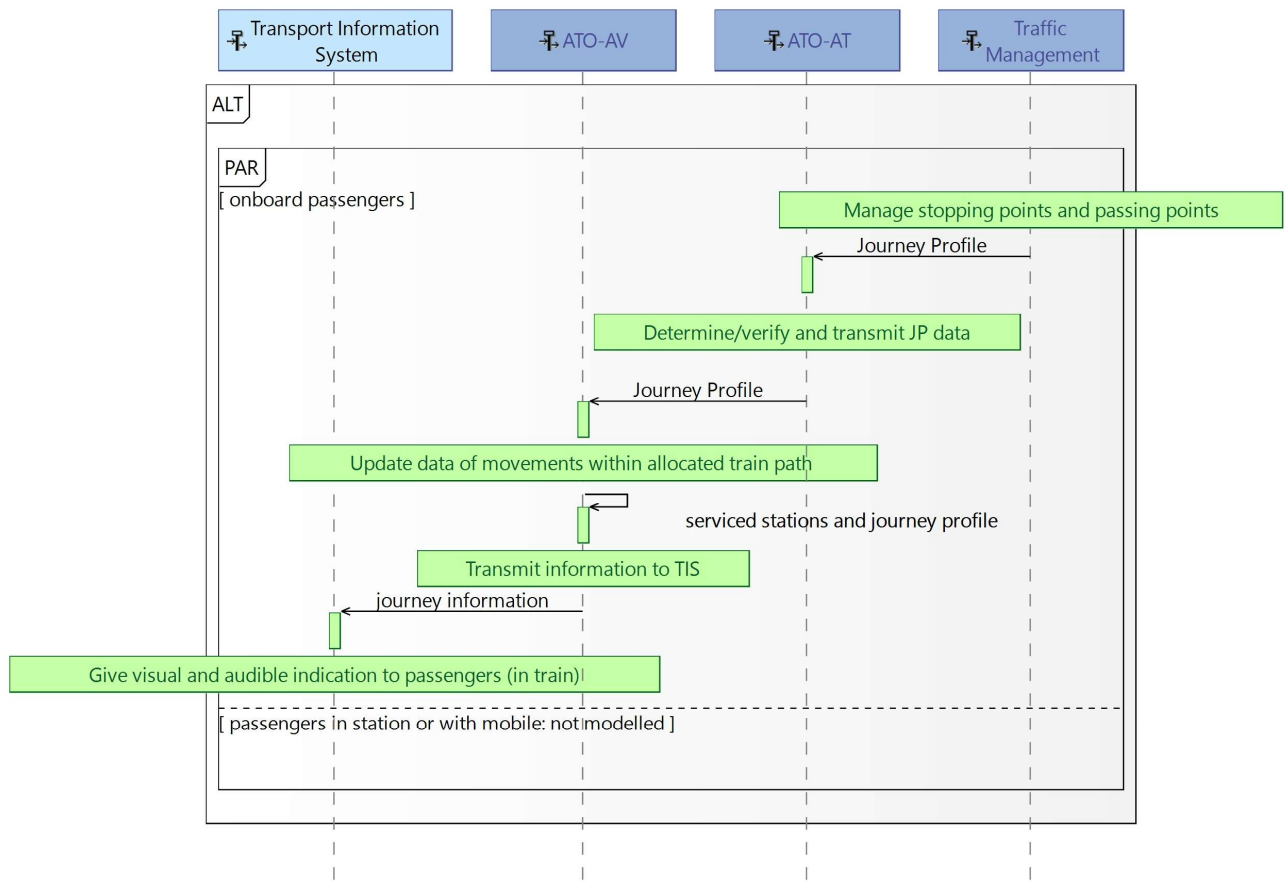 Transport Information
System
ATO-AV
ATO-AT
Traffic
Management
ALT
PAR
[ onboard passengers ]
Manage stopping points and passing points
Journey Profile
Determine/verify and transmit JP data
Journey Profile
Update data of movements within allocated train path
serviced stations and journey profile
Transmit information to TIS
journey information
Give visual and audible indication to passengers (in train)
[ passengers in station or with mobile: not modelled ]